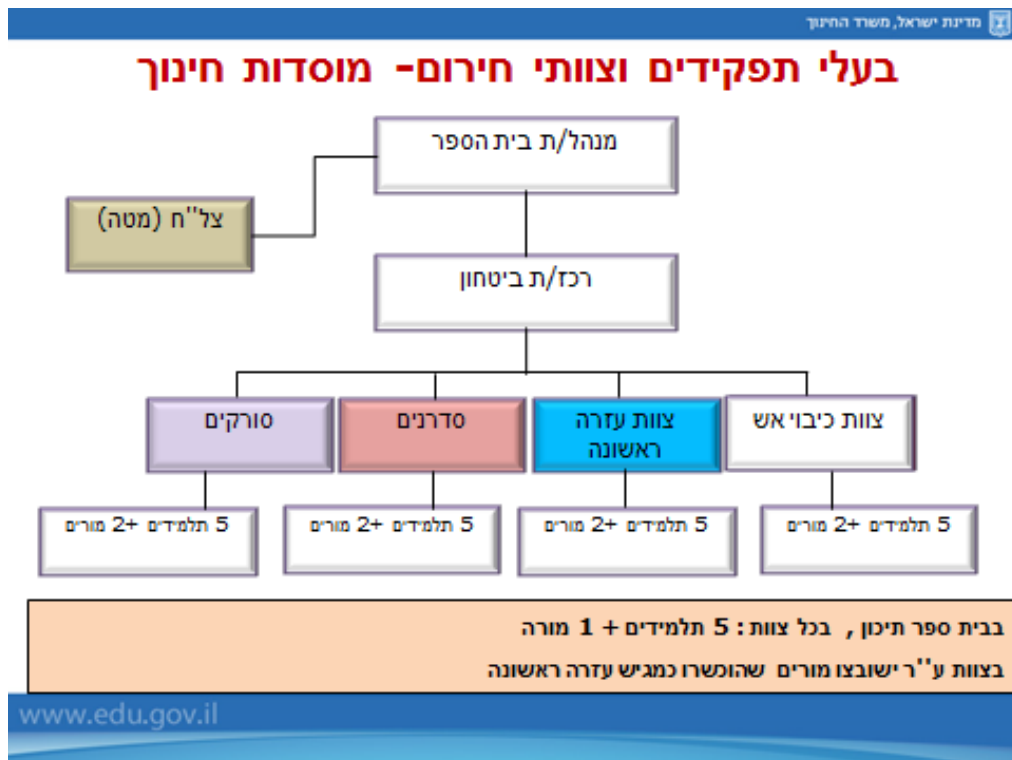 מדינת ישראל, משרד החינוך
בעלי תפקידים וצוותי חירום- מוסדות חינוך
מנהל/ת בית הספר
צל''ח (מטה)
רכז/ת ביטחון
צוות כיבוי אש
צוות עזרה
ראשונה
סדרנים
סורקים
5 תלמידים +2 מורים
5 תלמידים +2 מורים
5 תלמידים +2 מורים
5 תלמידים +2 מורים
בבית ספר תיכון , בכל צוות : 5 תלמידים + 1 מורה
בצוות ע''ר ישובצו מורים שהוכשרו כמגיש עזרה ראשונה
www.edu.gov.il